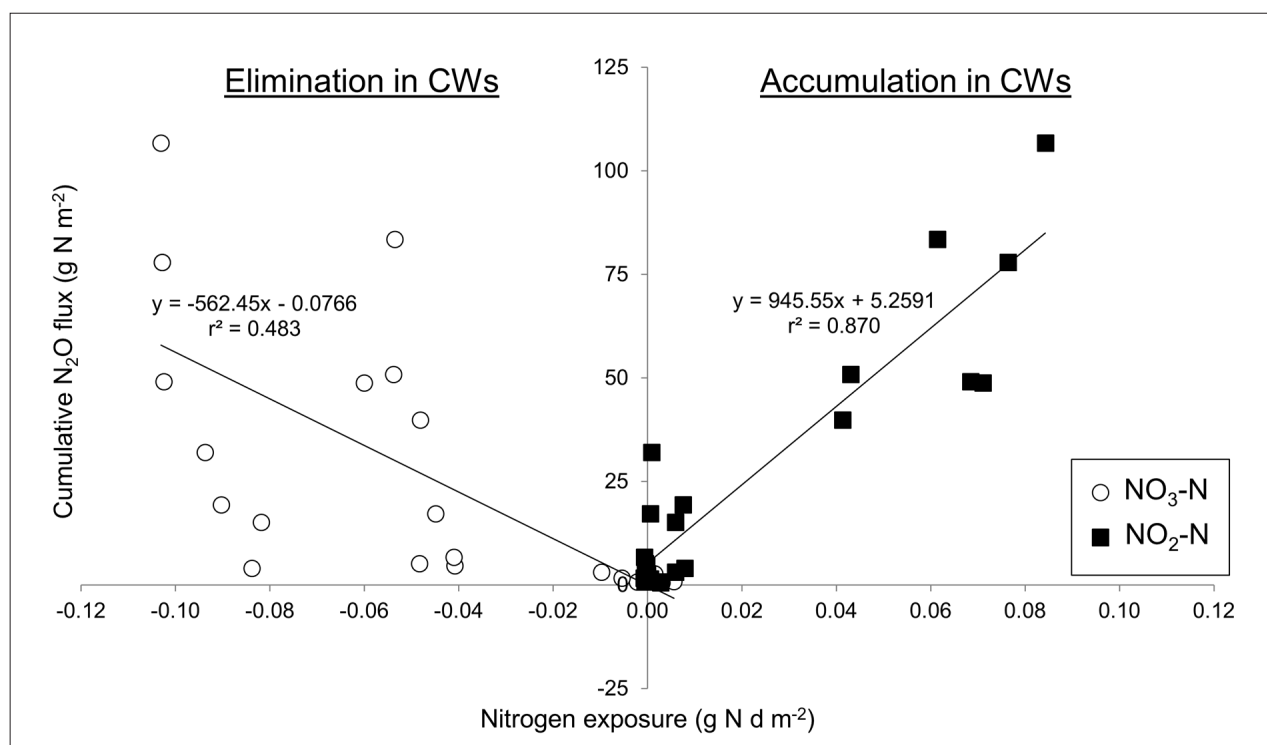 Elimination in CWs
Accumulation in CWs
125
100
75
50
25
0
-25
-0.12
-0.10
-0.08
-0.06
-0.04
-0.02
0.00
0.02
0.04
0.06
0.08
0.10
0.12
Cumulative N₂O flux (g N m⁻²)
y = -562.45x - 0.0766
r² = 0.483
y = 945.55x + 5.2591
r² = 0.870
NO₃-N
NO₂-N
Nitrogen exposure (g N d m⁻²)